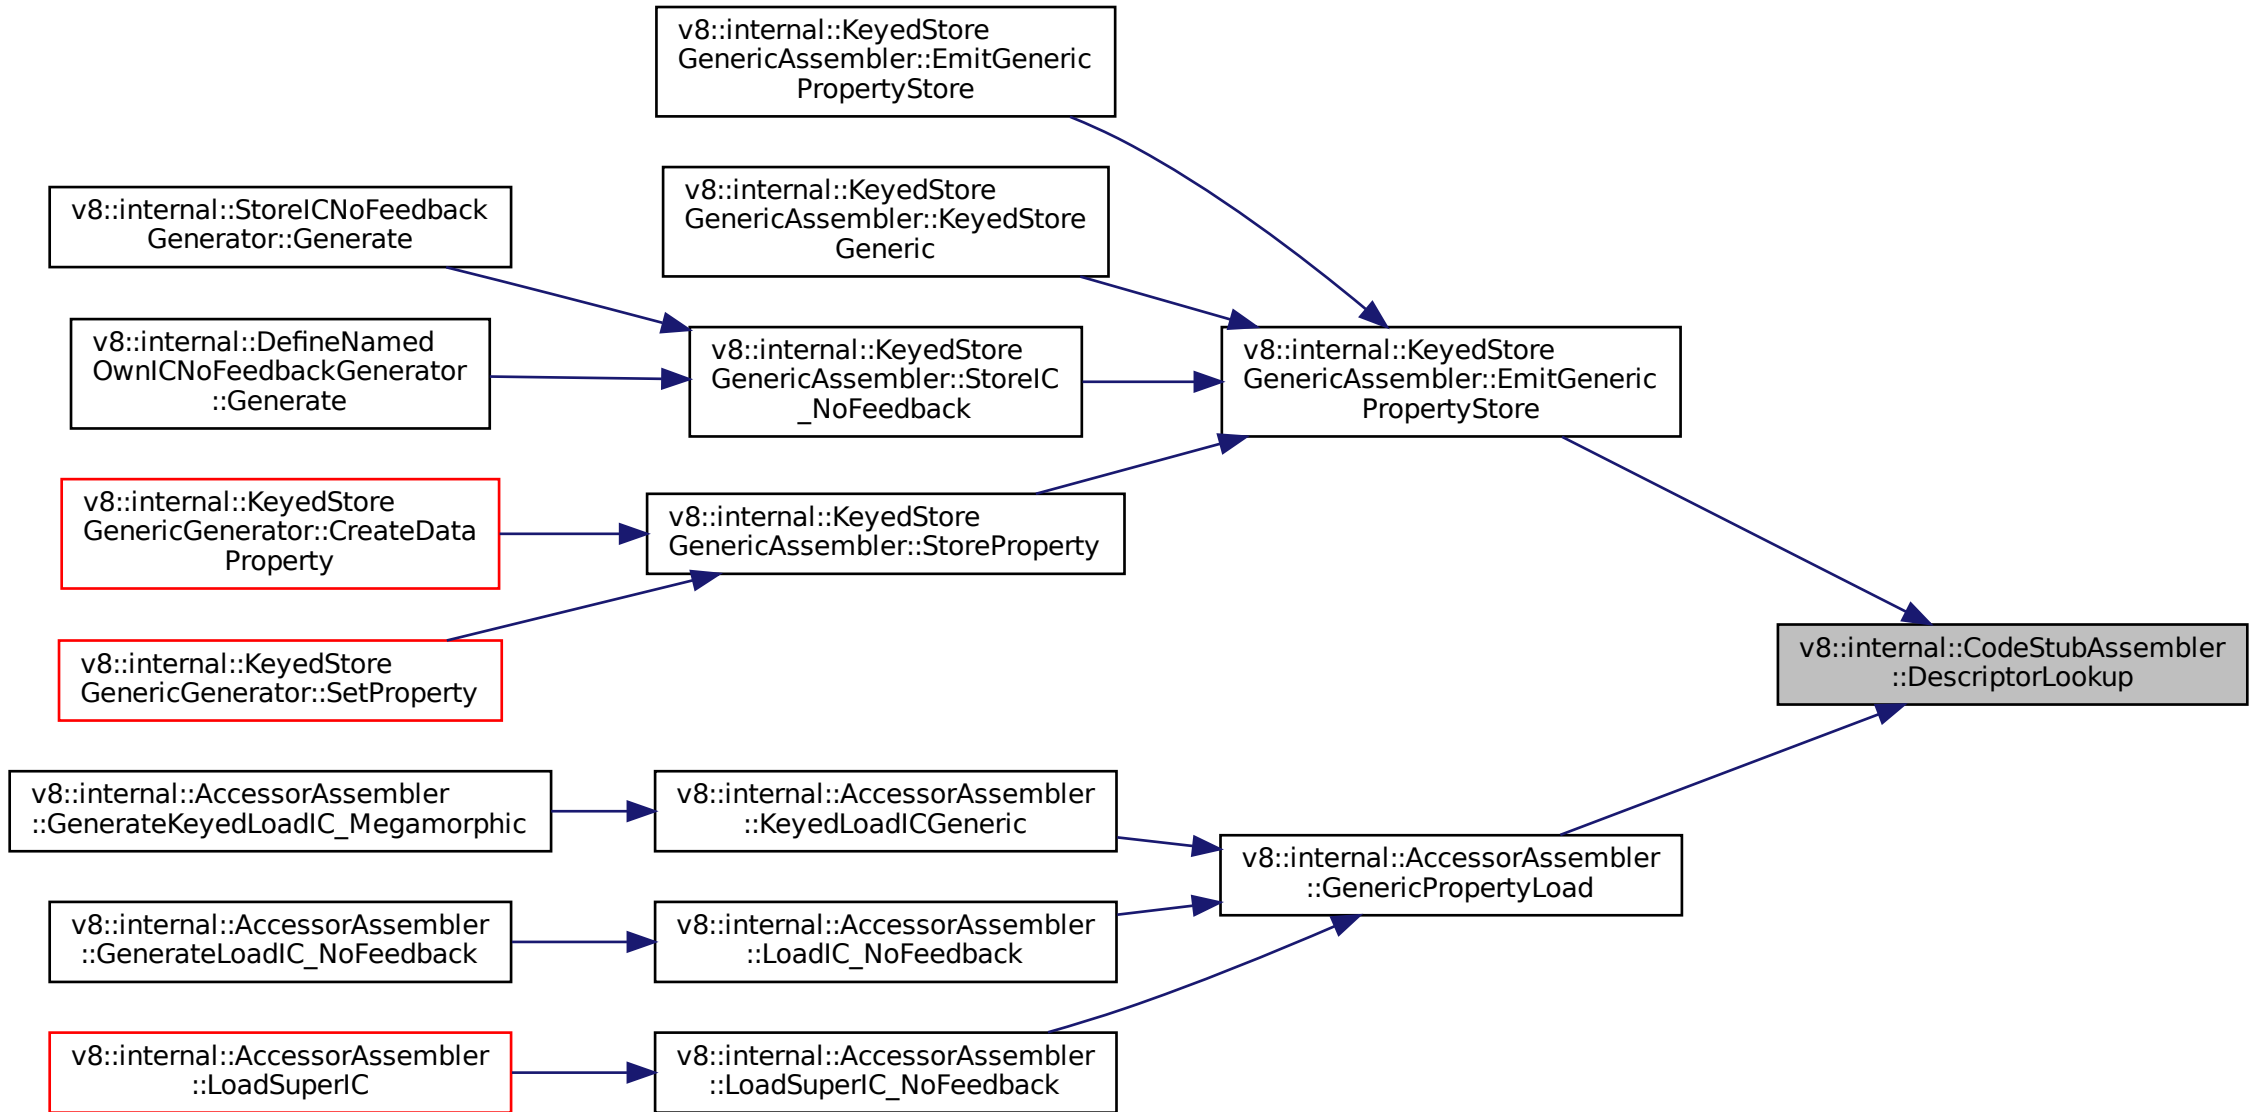 v8::internal::KeyedStore
GenericAssembler::EmitGeneric
PropertyStore
v8::internal::KeyedStore
GenericAssembler::KeyedStore
Generic
v8::internal::StoreICNoFeedback
Generator::Generate
v8::internal::DefineNamed
OwnICNoFeedbackGenerator
::Generate
v8::internal::KeyedStore
GenericAssembler::StoreIC
_NoFeedback
v8::internal::KeyedStore
GenericAssembler::EmitGeneric
PropertyStore
v8::internal::KeyedStore
GenericGenerator::CreateData
Property
v8::internal::KeyedStore
GenericAssembler::StoreProperty
v8::internal::KeyedStore
GenericGenerator::SetProperty
v8::internal::CodeStubAssembler
::DescriptorLookup
v8::internal::AccessorAssembler
::GenerateKeyedLoadIC_Megamorphic
v8::internal::AccessorAssembler
::KeyedLoadICGeneric
v8::internal::AccessorAssembler
::GenericPropertyLoad
v8::internal::AccessorAssembler
::GenerateLoadIC_NoFeedback
v8::internal::AccessorAssembler
::LoadIC_NoFeedback
v8::internal::AccessorAssembler
::LoadSuperIC
v8::internal::AccessorAssembler
::LoadSuperIC_NoFeedback